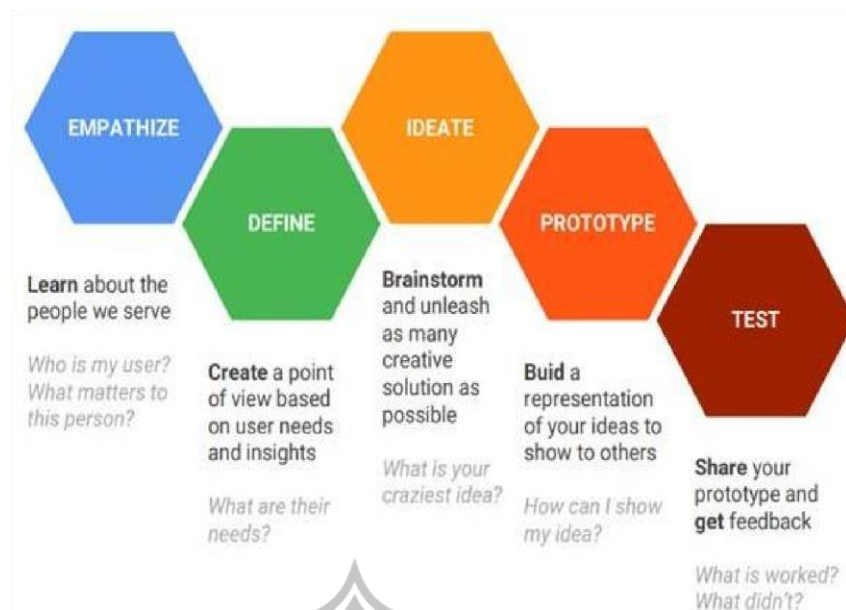 EMPATHIZE
Learn about the
people we serve
Who is my user?
What matters to
this person?
DEFINE
Create a point
of view based
on user needs
and insights
What are their
needs?
IDEATE
Brainstorm
and unleash
as many
creative
solution as
possible
What is your
craziest idea?
PROTOTYPE
Buid a
representation
of your ideas to
show to others
How can I show
my idea?
TEST
Share your
prototype and
get feedback
What is worked?
What didn't?